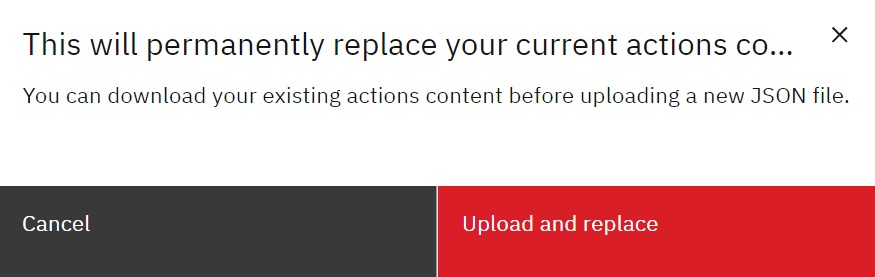 This will permanently replace your current actions co...
You can download your existing actions content before uploading a new JSON file.
Cancel
Upload and replace